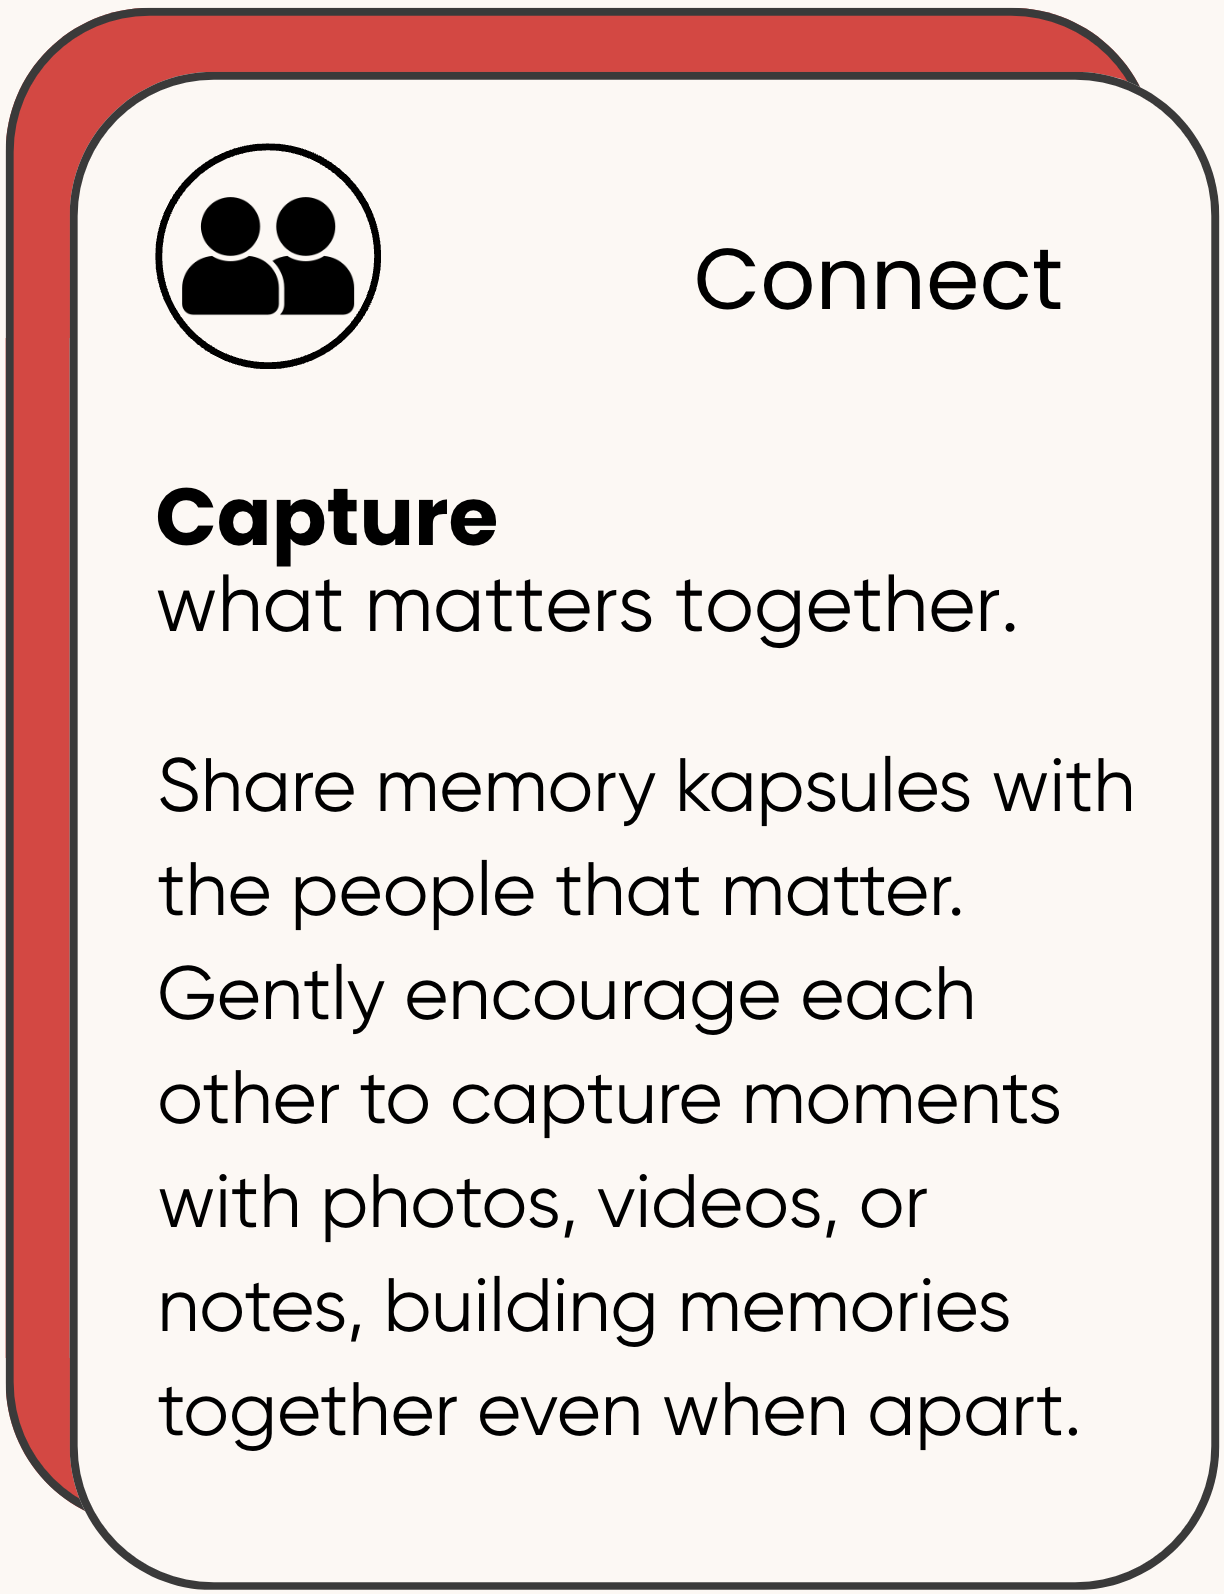 Connect
Capture
what matters together.
Share memory kapsules with
the people that matter.
Gently encourage each
other to capture moments
with photos, videos, or
notes, building memories
together even when apart.